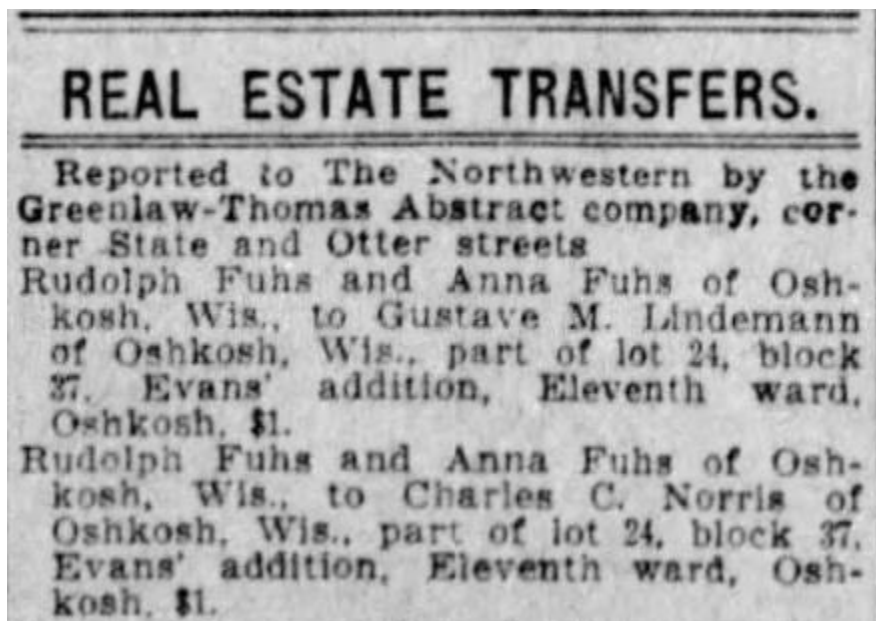 REAL ESTATE TRANSFERS.
Reported to The Northwestern by the
Greenlaw-Thomas Abstract company, cor-
ner State and Otter streets
Rudolph Fuhs and Anna Fuhs of Osh-
kosh, Wis., to Gustave M. Lindemann
of Oshkosh, Wis., part of lot 24, block
37, Evans' addition, Eleventh ward,
Oshkosh, $1.
Rudolph Fuhs and Anna Fuhs of Osh-
kosh, Wis., to Charles C. Norris of
Oshkosh, Wis., part of lot 24, block 37,
Evans' addition, Eleventh ward, Osh-
kosh, $1.